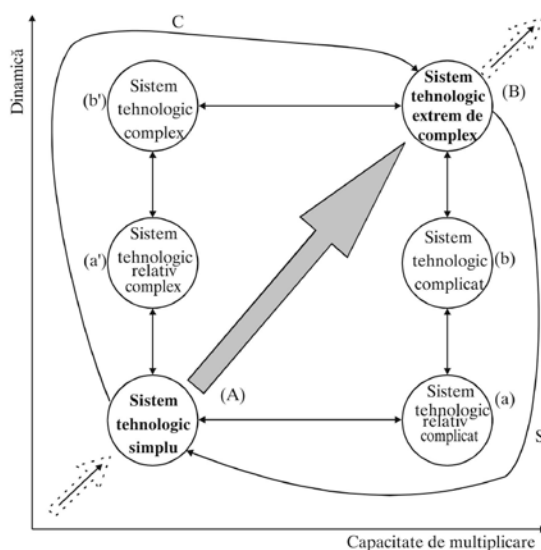 C
Dinamică
(b')
Sistem
tehnologic
complex
Sistem
tehnologic
extrem de
complex
(B)
(a')
Sistem
tehnologic
relativ
complex
Sistem
tehnologic
complicat
(b)
Sistem
tehnologic
simplu
(A)
Sistem
tehnologic
relativ
complicat
(a)
S
Capacitate de multiplicare